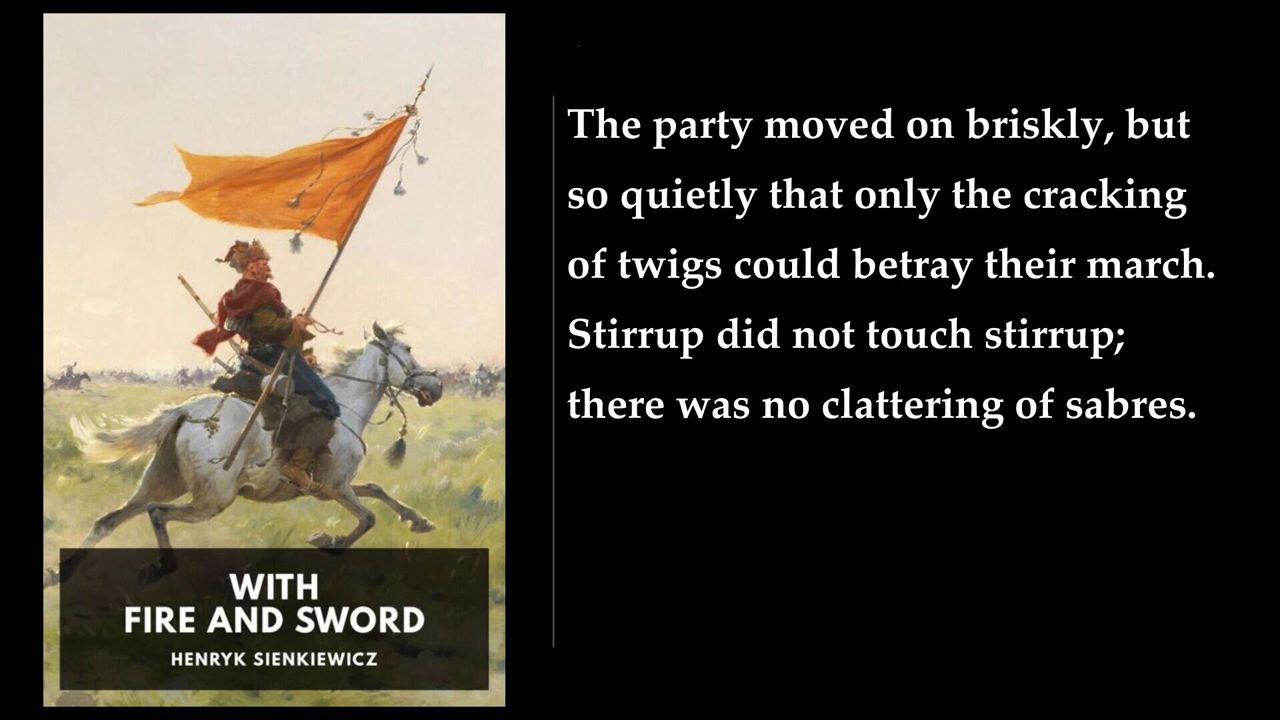 WITH
FIRE AND SWORD
HENRYK SIENKIEWICZ
The party moved on briskly, but
so quietly that only the cracking
of twigs could betray their march.
Stirrup did not touch stirrup;
there was no clattering of sabres.